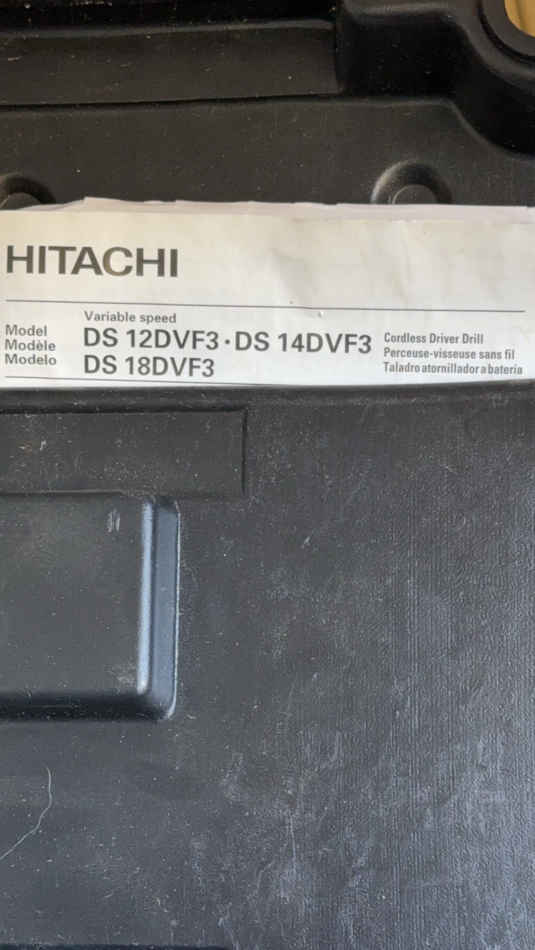 HITACHI
Variable speed
Model
Modèle
Modelo
DS 12DVF3 · DS 14DVF3
DS 18DVF3
Cordless Driver Drill
Perceuse-visseuse sans fil
Taladro atornillador a batería